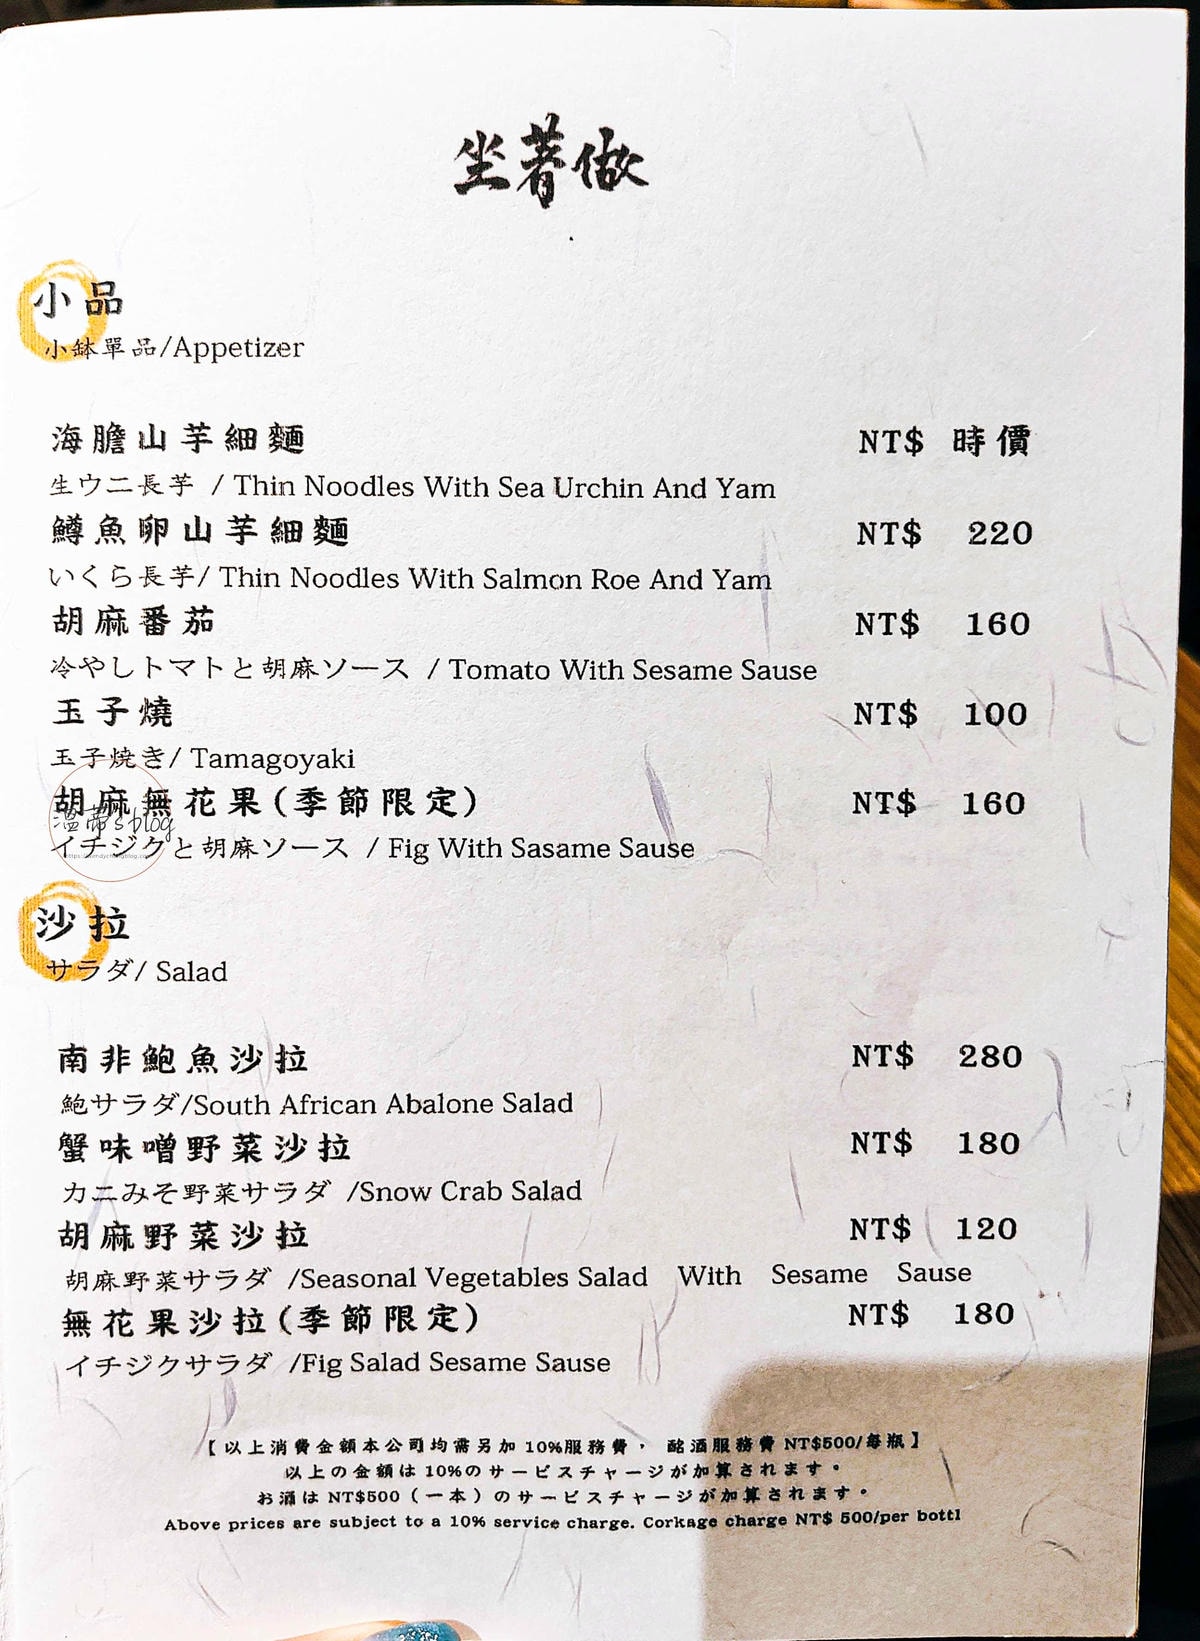 坐著做
小品
小缽單品/Appetizer
海膽山芋細麵 NT$ 時價
生ウニ長芋 / Thin Noodles With Sea Urchin And Yam
鱒魚卵山芋細麵 NT$ 220
いくら長芋/ Thin Noodles With Salmon Roe And Yam
胡麻番茄 NT$ 160
冷やしトマトと胡麻ソース / Tomato With Sesame Sause
玉子燒 NT$ 100
玉子焼き/ Tamagoyaki
胡麻無花果(季節限定) NT$ 160
溫蒂's blog
イチジクと胡麻ソース / Fig With Sasame Sause
沙拉
サラダ/ Salad
南非鮑魚沙拉 NT$ 280
鮑サラダ/South African Abalone Salad
蟹味噌野菜沙拉 NT$ 180
カニみそ野菜サラダ /Snow Crab Salad
胡麻野菜沙拉 NT$ 120
胡麻野菜サラダ /Seasonal Vegetables Salad With Sesame Sause
無花果沙拉(季節限定) NT$ 180
イチジクサラダ /Fig Salad Sesame Sause
【以上消費金額本公司均需另加 10%服務費， 酩酒服務費 NT$500/每瓶】
以上の金額は 10%のサービスチャージが加算されます。
お酒は NT$500（一本）のサービスチャージが加算されます。
Above prices are subject to a 10% service charge. Corkage charge NT$ 500/per bottl